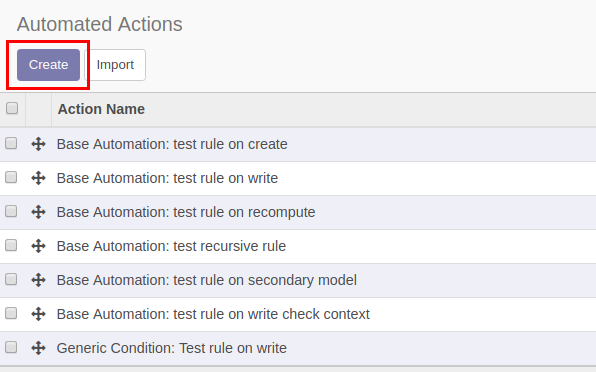 Automated Actions
Create Import
Action Name
Base Automation: test rule on create
Base Automation: test rule on write
Base Automation: test rule on recompute
Base Automation: test recursive rule
Base Automation: test rule on secondary model
Base Automation: test rule on write check context
Generic Condition: Test rule on write